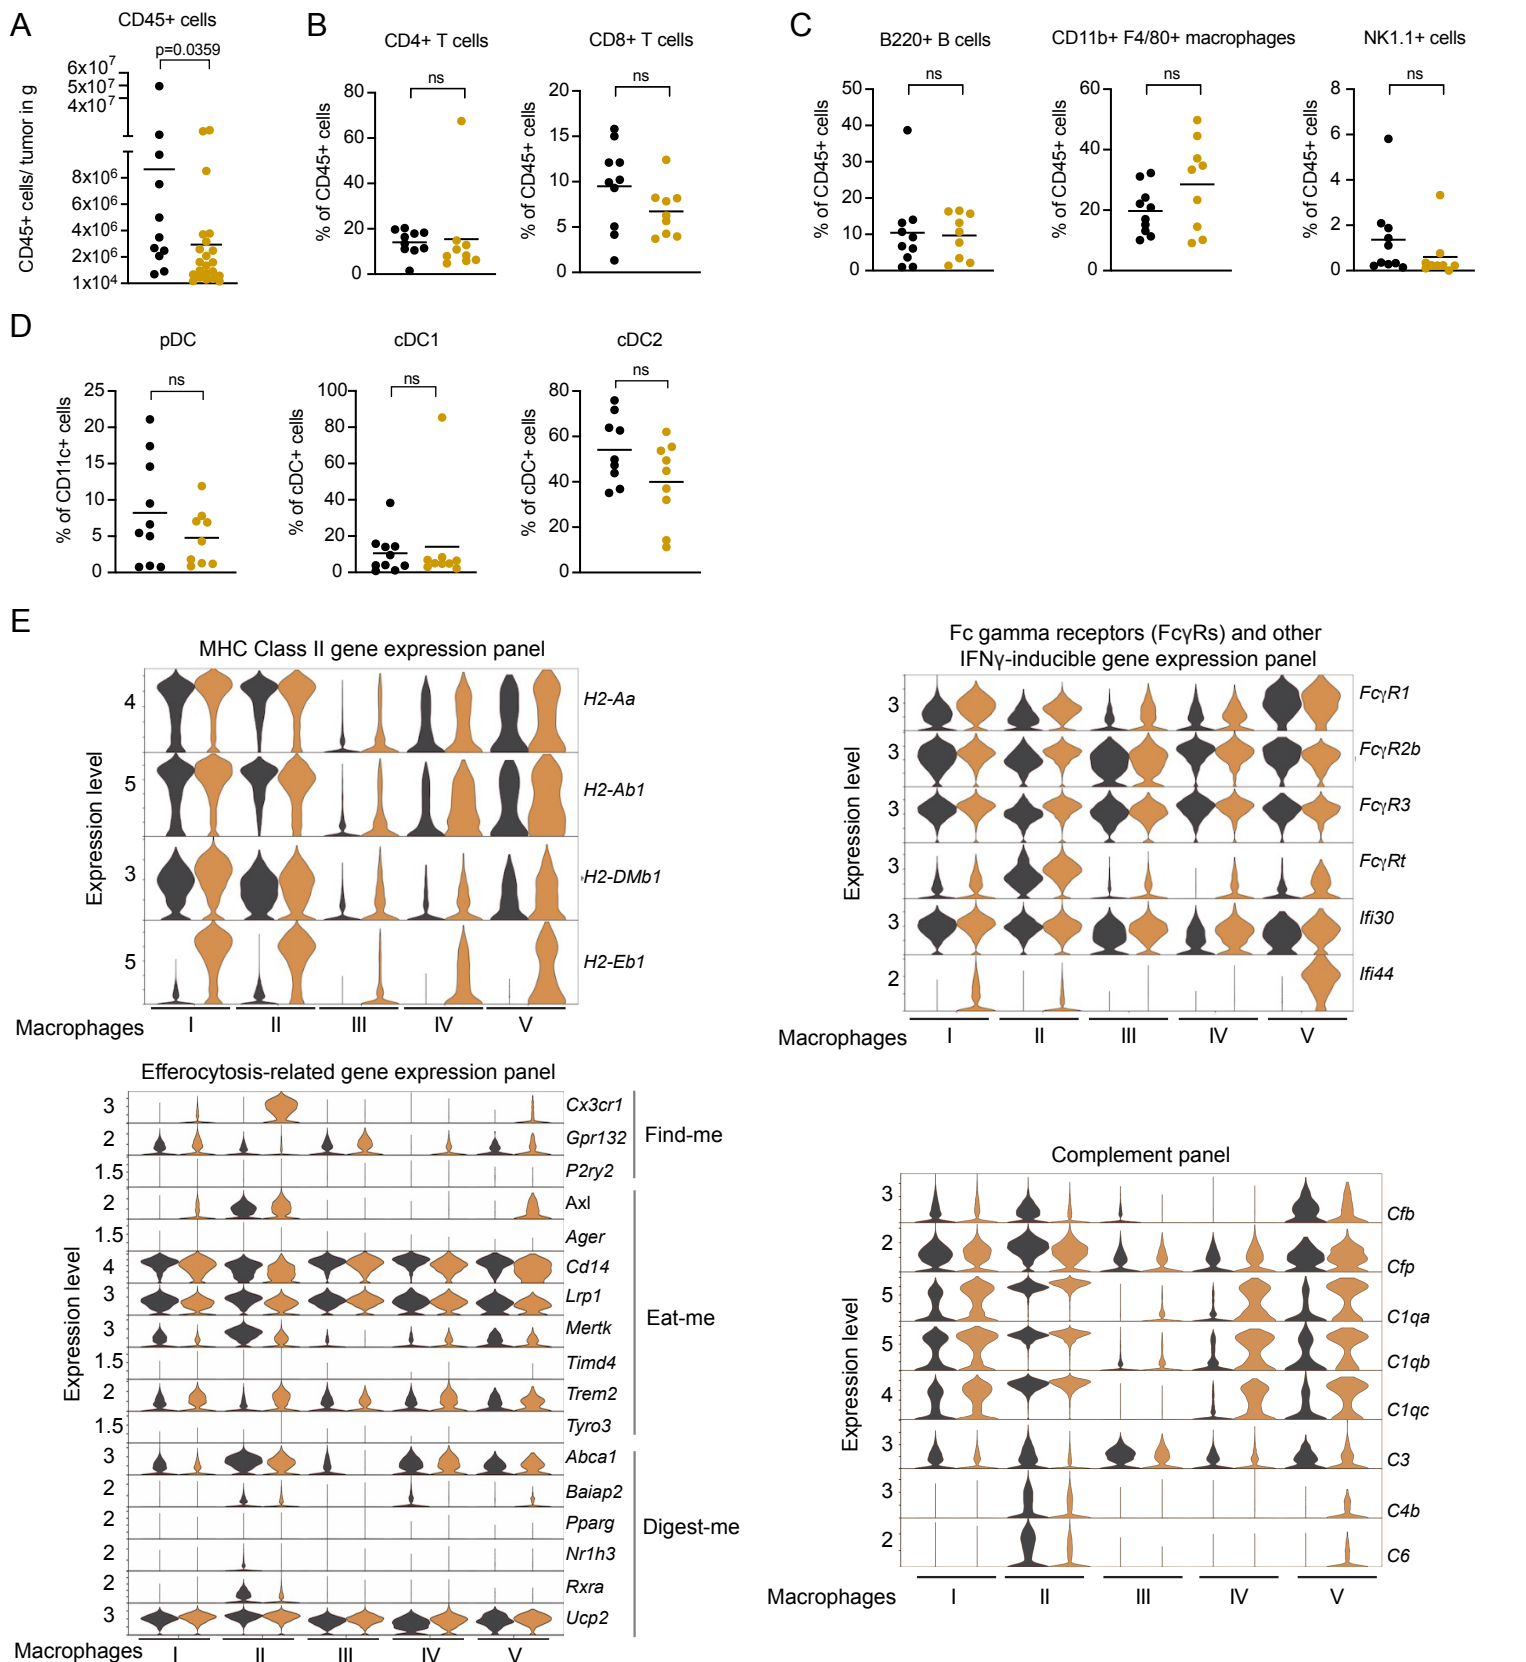 A
CD45+ cells
p=0.0359
CD45+ cells/ tumor in g
6x10⁷
5x10⁷
4x10⁷
8x10⁶
6x10⁶
4x10⁶
2x10⁶
1x10⁴
B
CD4+ T cells
ns
% of CD45+ cells
80
60
40
20
0
CD8+ T cells
ns
% of CD45+ cells
20
15
10
5
0
C
B220+ B cells
ns
% of CD45+ cells
50
40
30
20
10
0
CD11b+ F4/80+ macrophages
ns
% of CD45+ cells
60
40
20
0
NK1.1+ cells
ns
% of CD45+ cells
8
6
4
2
0
D
pDC
ns
% of CD11c+ cells
25
20
15
10
5
0
cDC1
ns
% of cDC+ cells
100
80
60
40
20
0
cDC2
ns
% of cDC+ cells
80
60
40
20
0
E
MHC Class II gene expression panel
Expression level
4 H2-Aa
5 H2-Ab1
3 H2-DMb1
5 H2-Eb1
Macrophages I II III IV V
Fc gamma receptors (FcγRs) and other
IFNγ-inducible gene expression panel
Expression level
3 FcγR1
3 FcγR2b
3 FcγR3
3 FcγRt
3 Ifi30
2 Ifi44
Macrophages I II III IV V
Efferocytosis-related gene expression panel
Expression level
3 Cx3cr1
2 Gpr132
1.5 P2ry2
Find-me
2 Axl
1.5 Ager
4 Cd14
3 Lrp1
3 Mertk
1.5 Timd4
2 Trem2
1.5 Tyro3
Eat-me
3 Abca1
2 Baiap2
2 Pparg
2 Nr1h3
2 Rxra
3 Ucp2
Digest-me
Macrophages I II III IV V
Complement panel
Expression level
3 Cfb
2 Cfp
5 C1qa
5 C1qb
4 C1qc
3 C3
3 C4b
2 C6
Macrophages I II III IV V